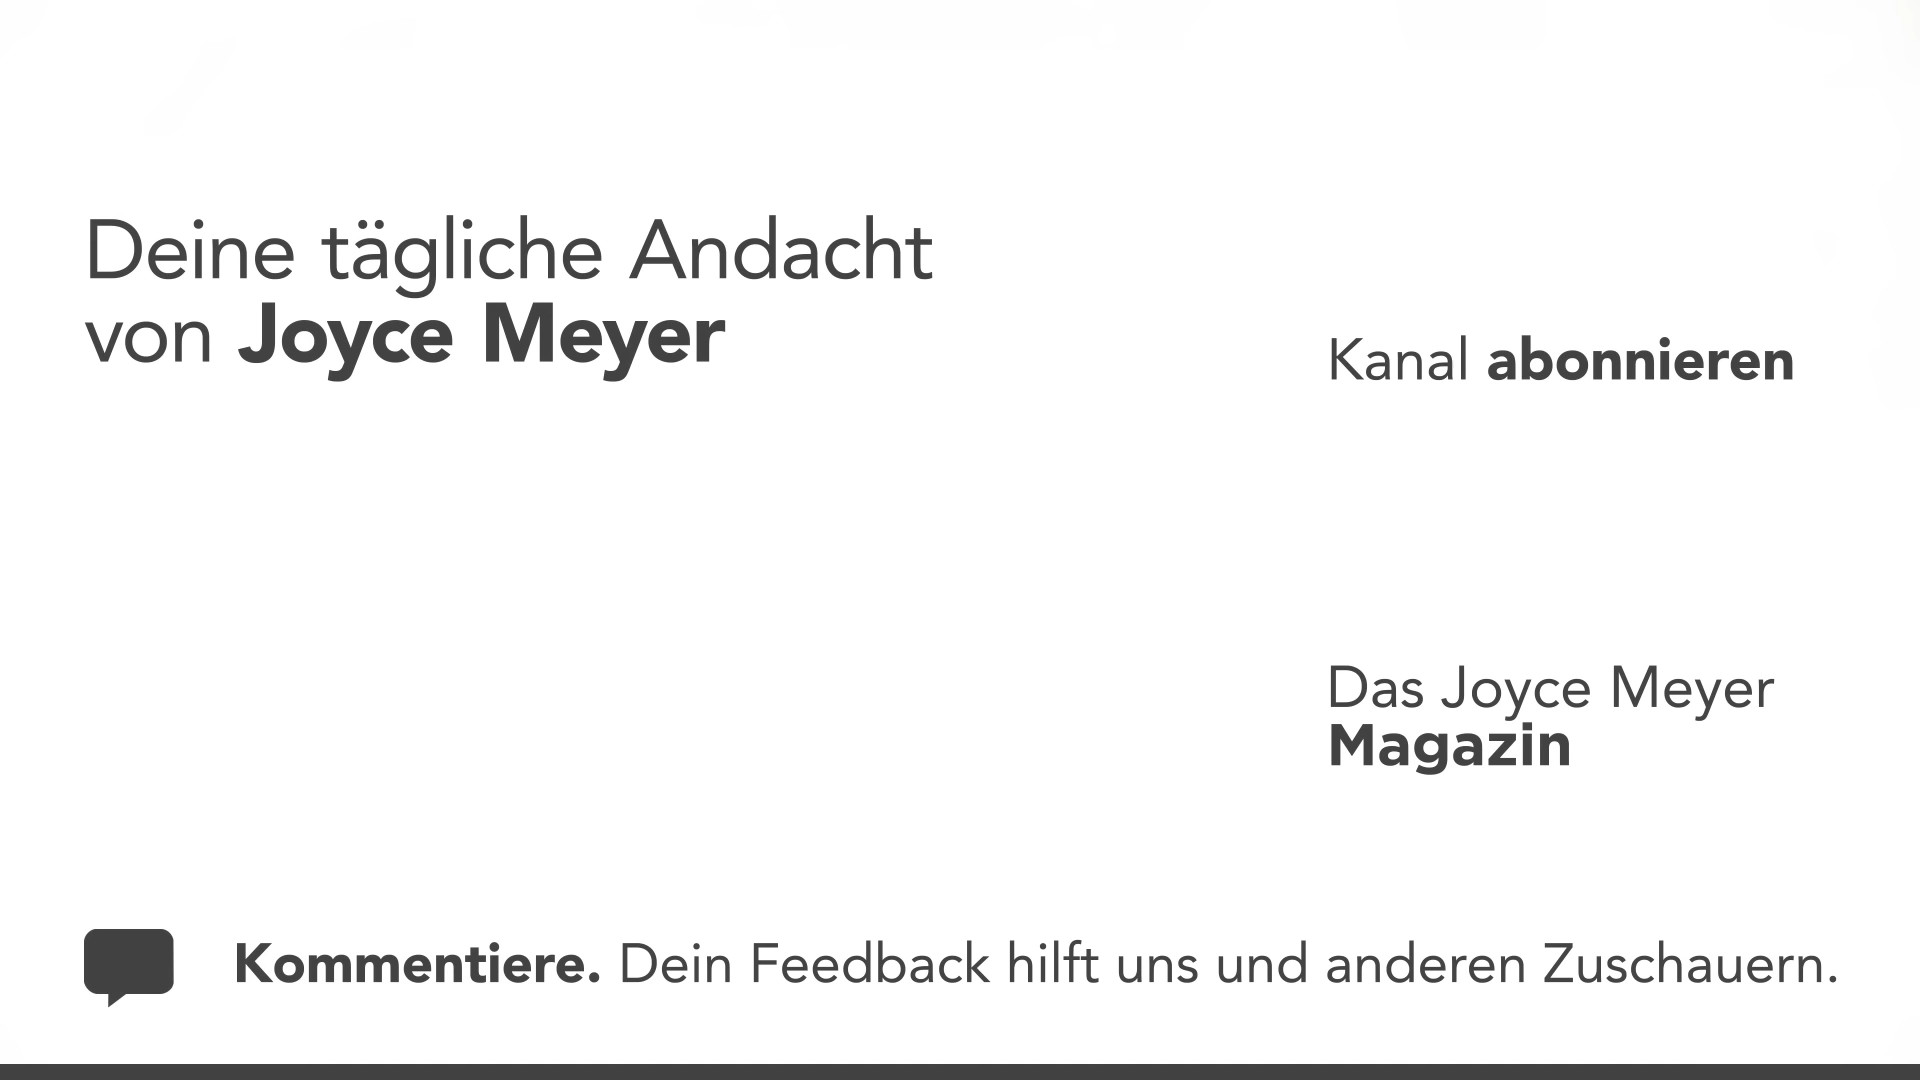 Deine tägliche Andacht
von Joyce Meyer
Kanal abonnieren
Das Joyce Meyer
Magazin
Kommentiere. Dein Feedback hilft uns und anderen Zuschauern.